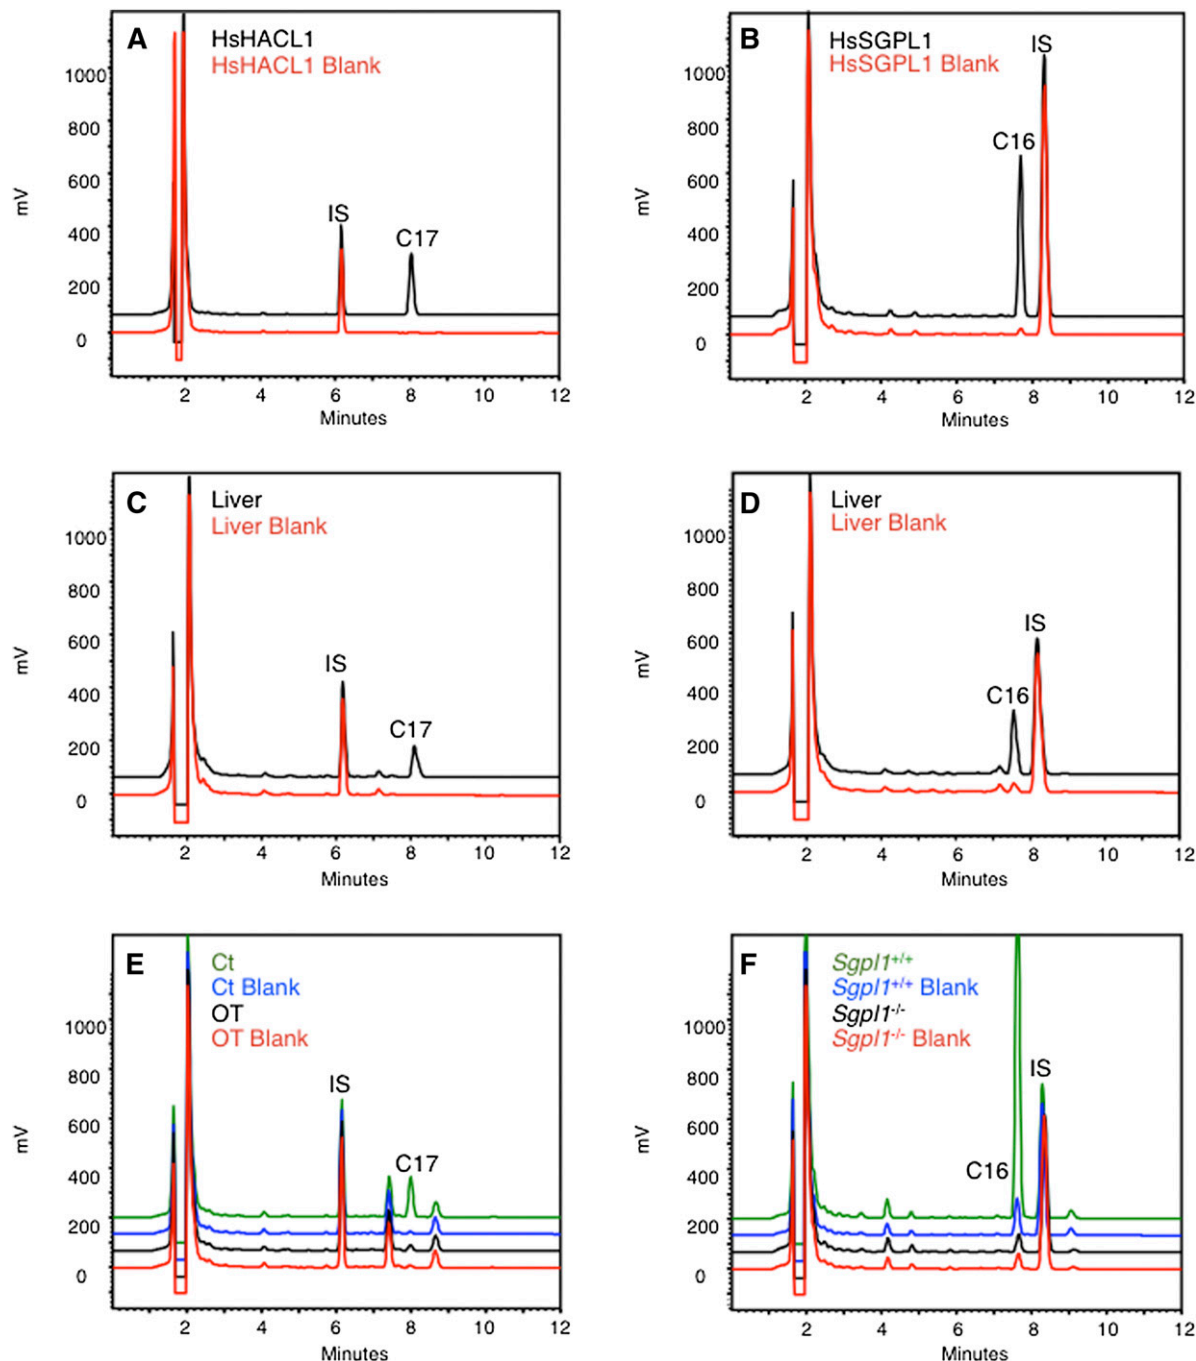 A
HsHACL1
HsHACL1 Blank
IS
C17
1000
800
600
400
200
0
mV
2 4 6 8 10 12
Minutes
B
HsSGPL1
HsSGPL1 Blank
IS
C16
1000
800
600
400
200
0
mV
2 4 6 8 10 12
Minutes
C
Liver
Liver Blank
IS
C17
1000
800
600
400
200
0
mV
2 4 6 8 10 12
Minutes
D
Liver
Liver Blank
IS
C16
1000
800
600
400
200
0
mV
2 4 6 8 10 12
Minutes
E
Ct
Ct Blank
OT
OT Blank
IS
C17
1000
800
600
400
200
0
mV
2 4 6 8 10 12
Minutes
F
Sgpl1+/+
Sgpl1+/+ Blank
Sgpl1-/-
Sgpl1-/- Blank
IS
C16
1000
800
600
400
200
0
mV
2 4 6 8 10 12
Minutes